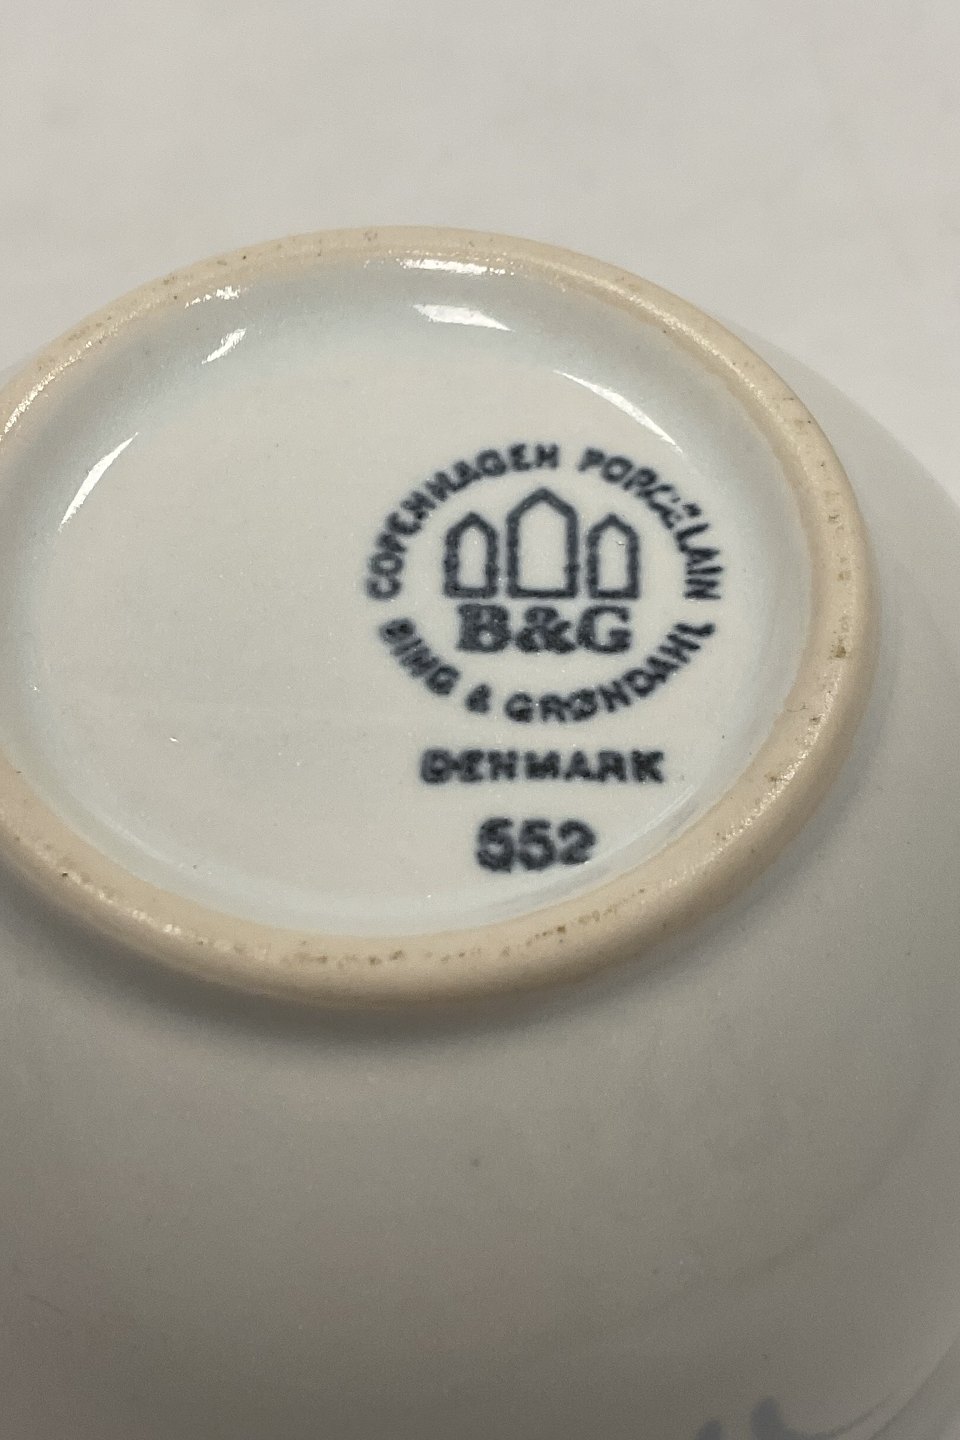 COPENHAGEN PORCELAIN
B&G
BING & GRØNDAHL
DENMARK
552